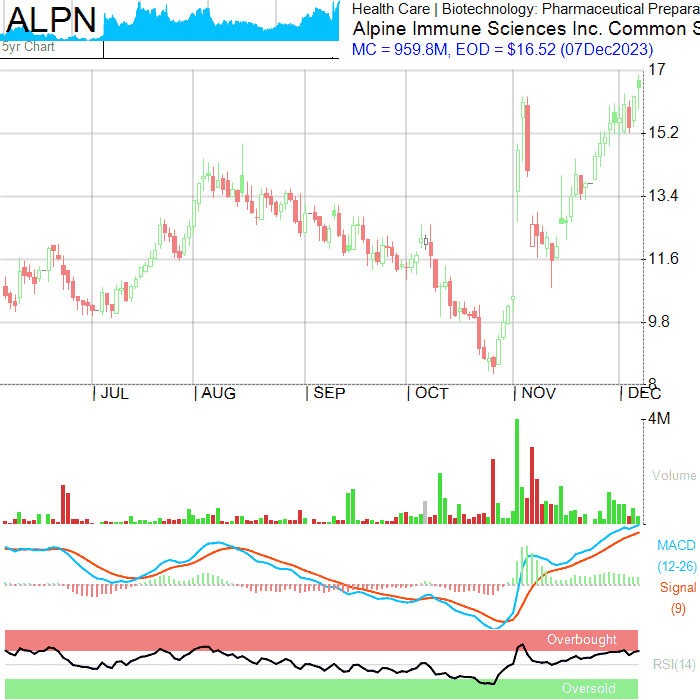 ALPN
5yr Chart
Health Care | Biotechnology: Pharmaceutical Prepara
Alpine Immune Sciences Inc. Common S
MC = 959.8M, EOD = $16.52 (07Dec2023)
17
15.2
13.4
11.6
9.8
8
JUL
AUG
SEP
OCT
NOV
DEC
4M
Volume
MACD
(12-26)
Signal
(9)
Overbought
RSI(14)
Oversold